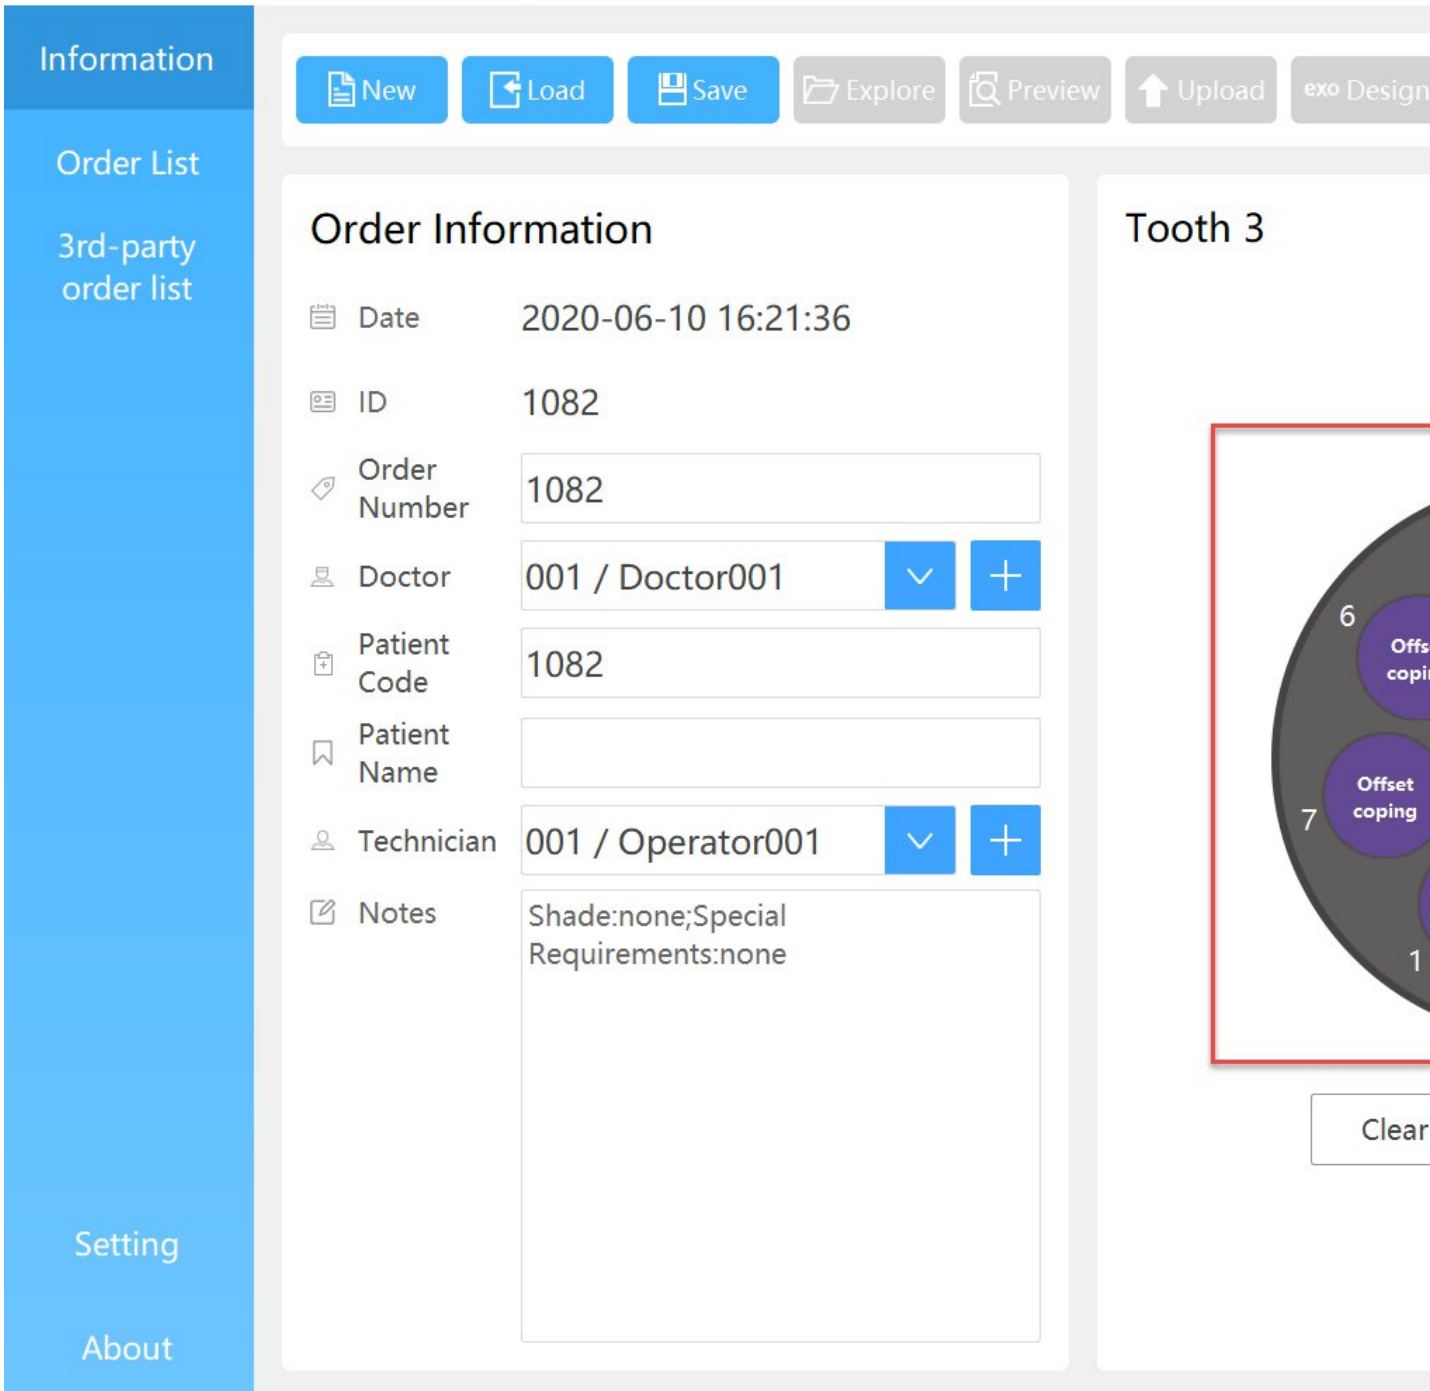 Information
Order List
3rd-party
order list
Setting
About
New
Load
Save
Explore
Preview
Upload
exo Design
Order Information
Date
2020-06-10 16:21:36
ID
1082
Order
Number
1082
Doctor
001 / Doctor001
Patient
Code
1082
Patient
Name
Technician
001 / Operator001
Notes
Shade:none;Special
Requirements:none
Tooth 3
6
7
Offset
coping
1
Clear